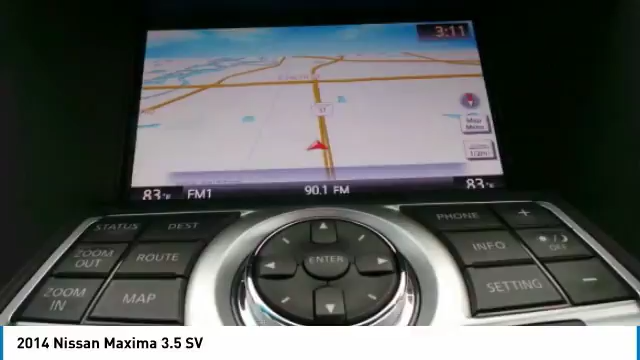 3:11
Map
Menu
83°F FM1 90.1 FM 83°F
STATUS DEST PHONE +
ZOOM
OUT
ROUTE
ENTER
INFO
OFF
ZOOM
IN
MAP
SETTING
−
2014 Nissan Maxima 3.5 SV